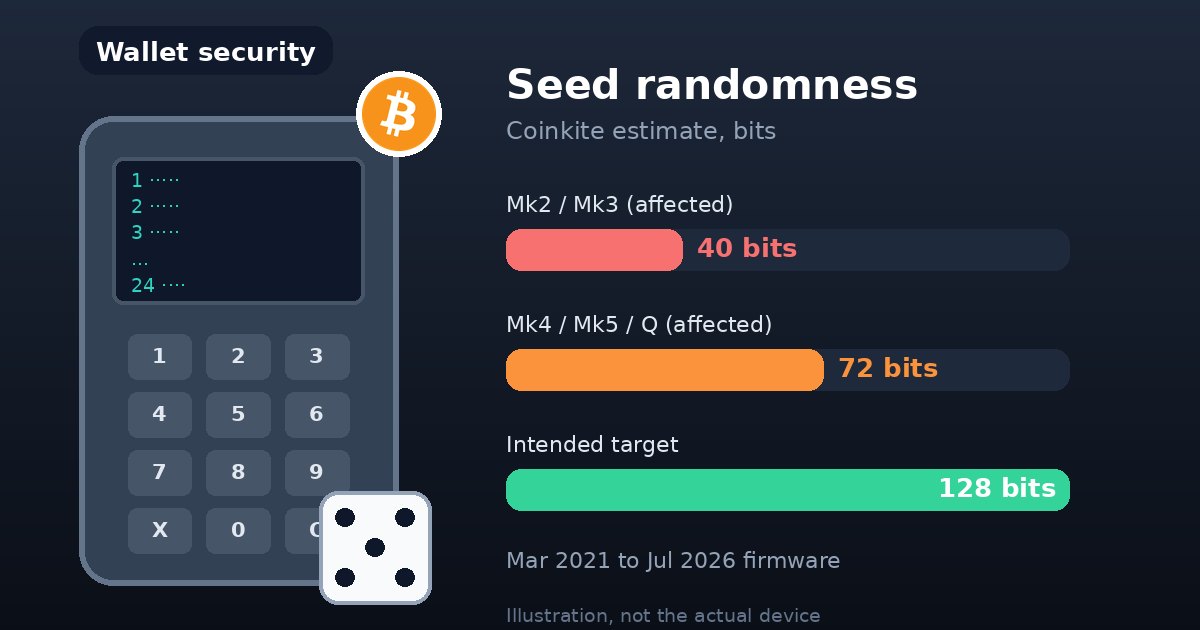 Wallet security
₿
1 ·····
2 ·····
3 ·····
...
24 ····
1 2 3
4 5 6
7 8 9
X 0
Seed randomness
Coinkite estimate, bits
Mk2 / Mk3 (affected)
40 bits
Mk4 / Mk5 / Q (affected)
72 bits
Intended target
128 bits
Mar 2021 to Jul 2026 firmware
Illustration, not the actual device